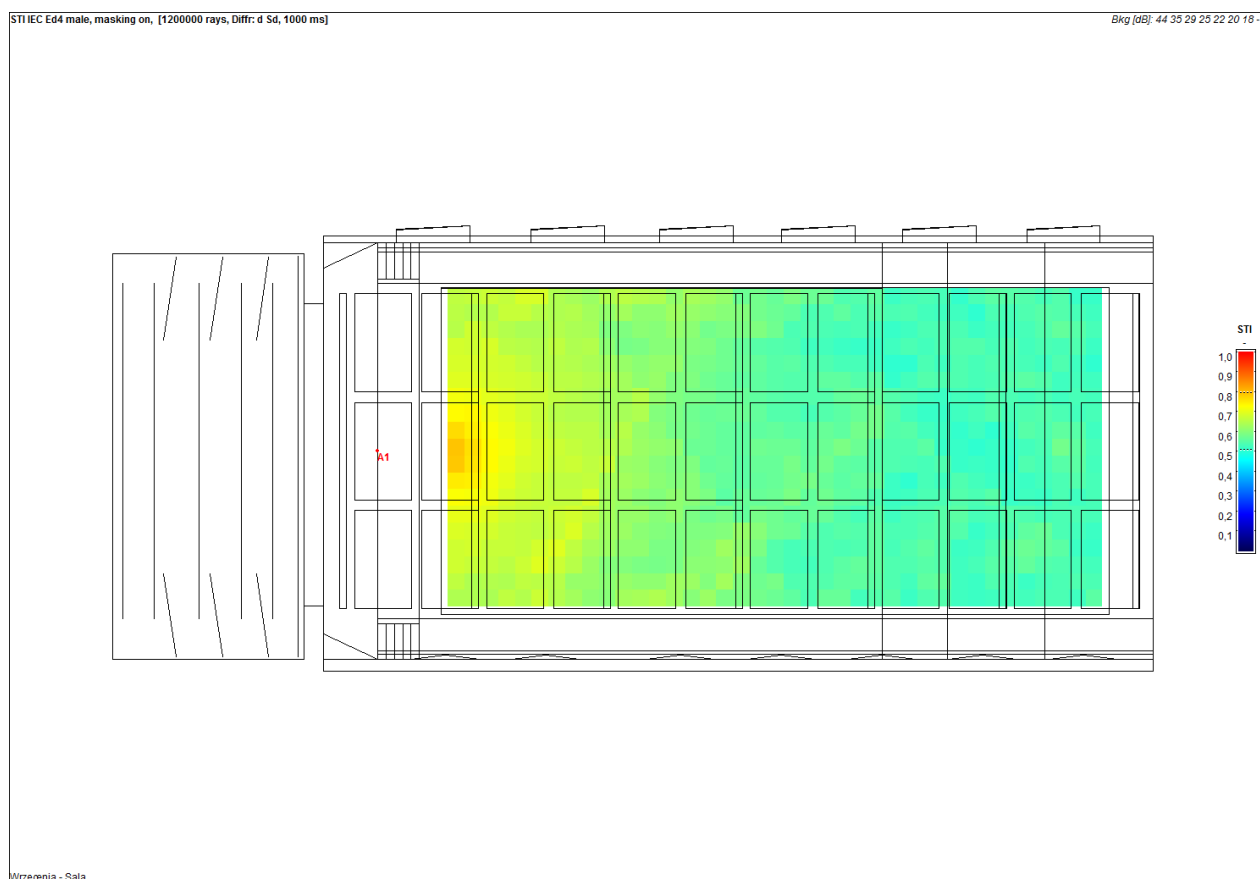 STI IEC Ed4 male, masking on, [1200000 rays, Diffr: d Sd, 1000 ms]
Bkg [dB]: 44 35 29 25 22 20 18 -
A1
STI
-
1,0
0,9
0,8
0,7
0,6
0,5
0,4
0,3
0,2
0,1
- Sala